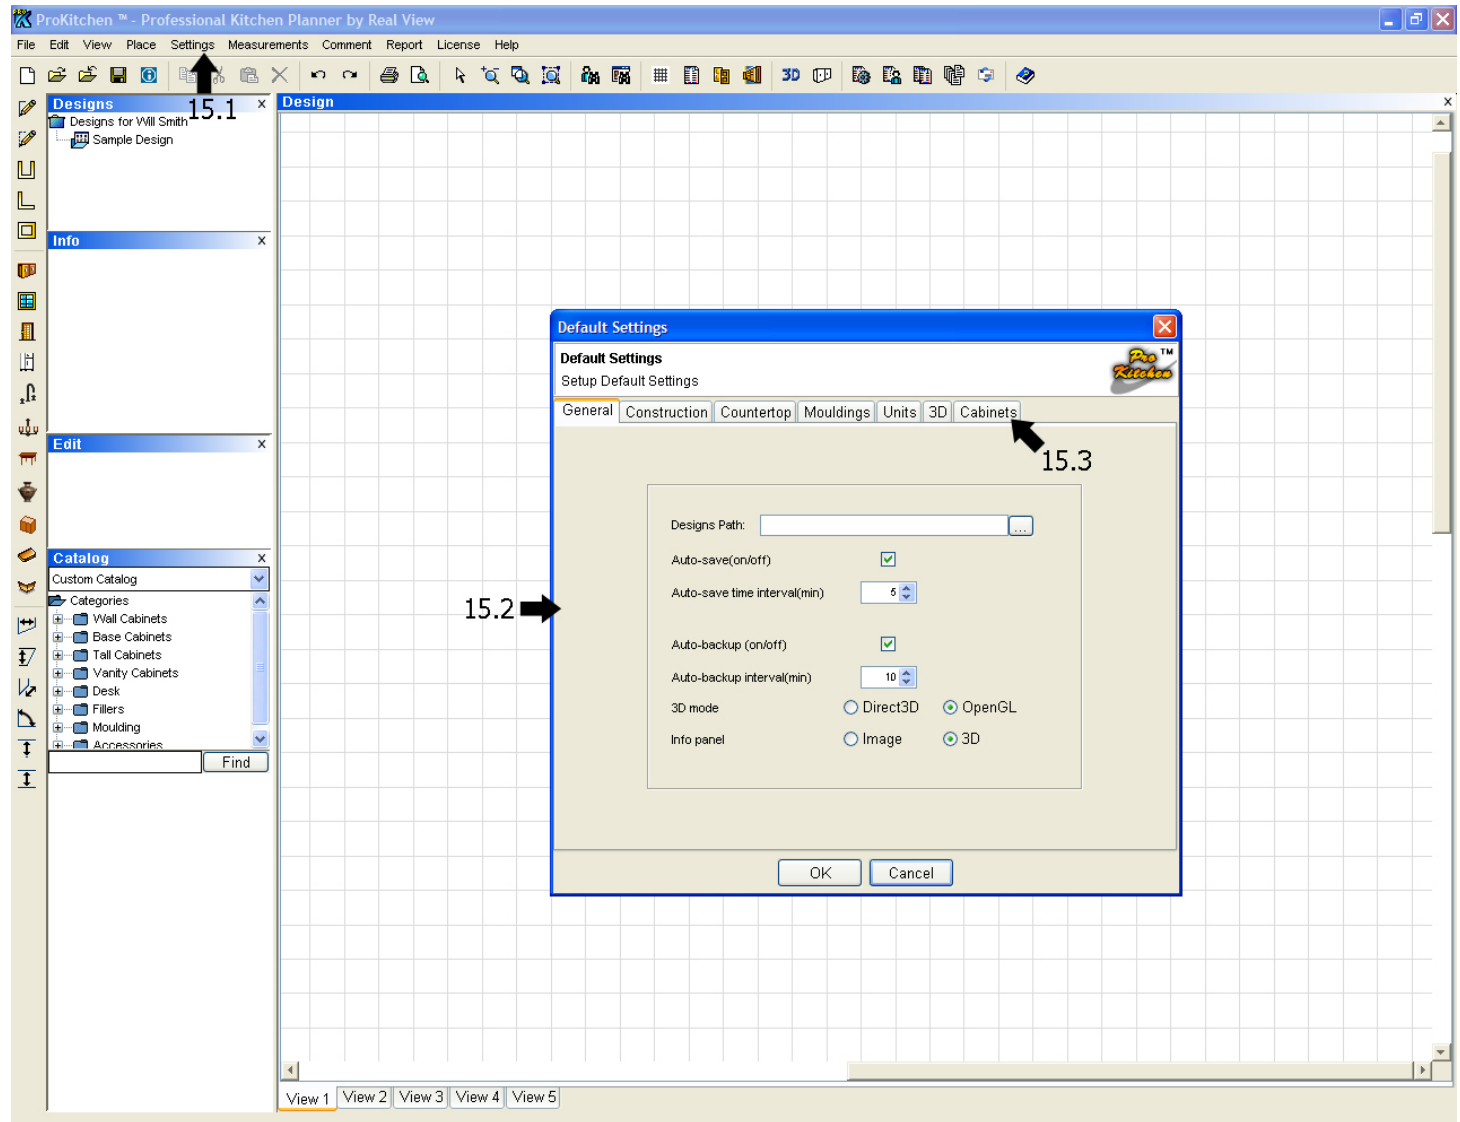 ProKitchen ™ - Professional Kitchen Planner by Real View
File Edit View Place Settings Measurements Comment Report License Help
3D
15.1
Designs x
Designs for Will Smith
Sample Design
Info x
Edit x
Catalog x
Custom Catalog
Categories
Wall Cabinets
Base Cabinets
Tall Cabinets
Vanity Cabinets
Desk
Fillers
Moulding
Accessories
Find
Design x
Default Settings
Default Settings
Setup Default Settings
Pro Kitchen ™
General Construction Countertop Mouldings Units 3D Cabinets
15.3
Designs Path: ...
Auto-save(on/off)
Auto-save time interval(min) 5
15.2
Auto-backup (on/off)
Auto-backup interval(min) 10
3D mode Direct3D OpenGL
Info panel Image 3D
OK Cancel
View 1 View 2 View 3 View 4 View 5